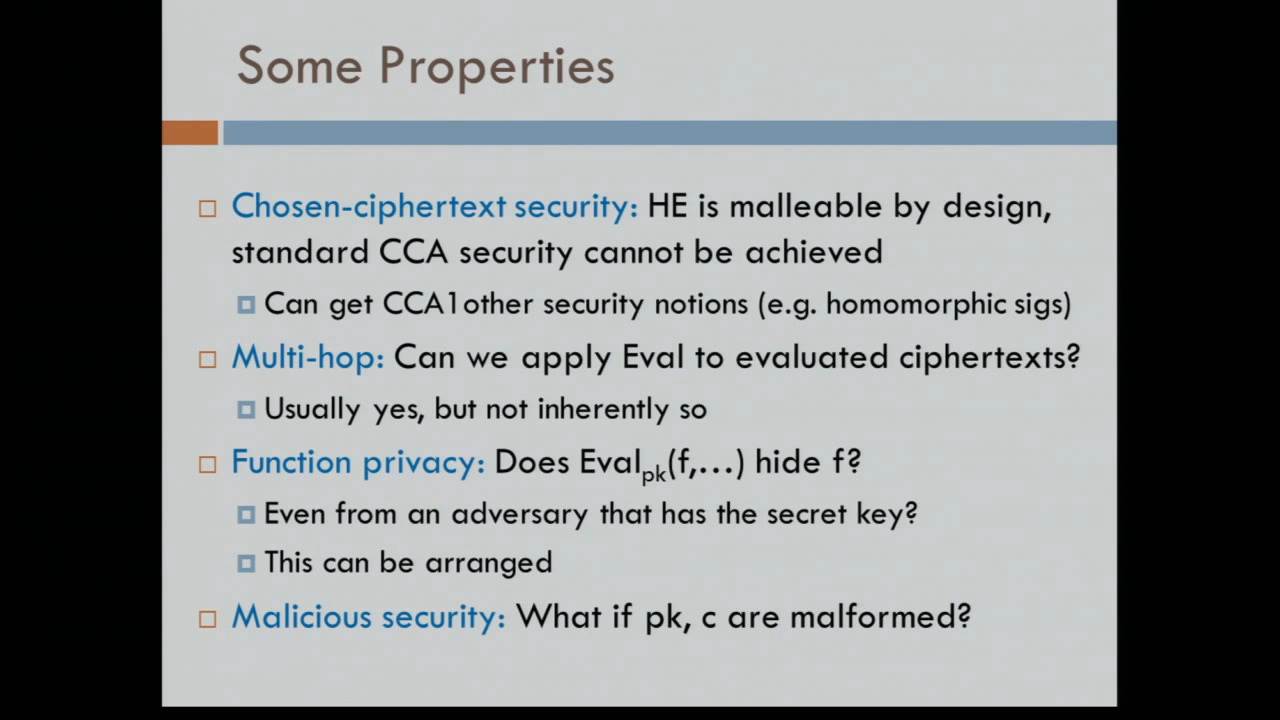 Some Properties
Chosen-ciphertext security: HE is malleable by design,
standard CCA security cannot be achieved
Can get CCA1other security notions (e.g. homomorphic sigs)
Multi-hop: Can we apply Eval to evaluated ciphertexts?
Usually yes, but not inherently so
Function privacy: Does Evalpk(f,...) hide f?
Even from an adversary that has the secret key?
This can be arranged
Malicious security: What if pk, c are malformed?